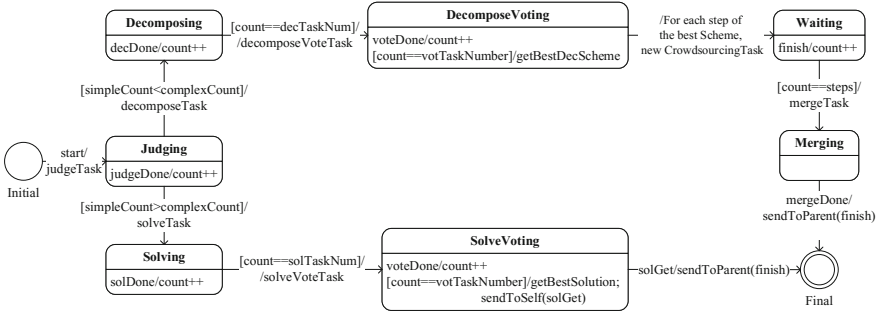 Decomposing
decDone/count++
[count==decTaskNum]/
/decomposeVoteTask
DecomposeVoting
voteDone/count++
[count==votTaskNumber]/getBestDecScheme
/For each step of
the best Scheme,
new CrowdsourcingTask
Waiting
finish/count++
[simpleCount<complexCount]/
decomposeTask
[count==steps]/
mergeTask
Initial
start/
judgeTask
Judging
judgeDone/count++
Merging
[simpleCount>complexCount]/
solveTask
mergeDone/
sendToParent(finish)
Solving
solDone/count++
[count==solTaskNum]/
/solveVoteTask
SolveVoting
voteDone/count++
[count==votTaskNumber]/getBestSolution;
sendToSelf(solGet)
solGet/sendToParent(finish)
Final